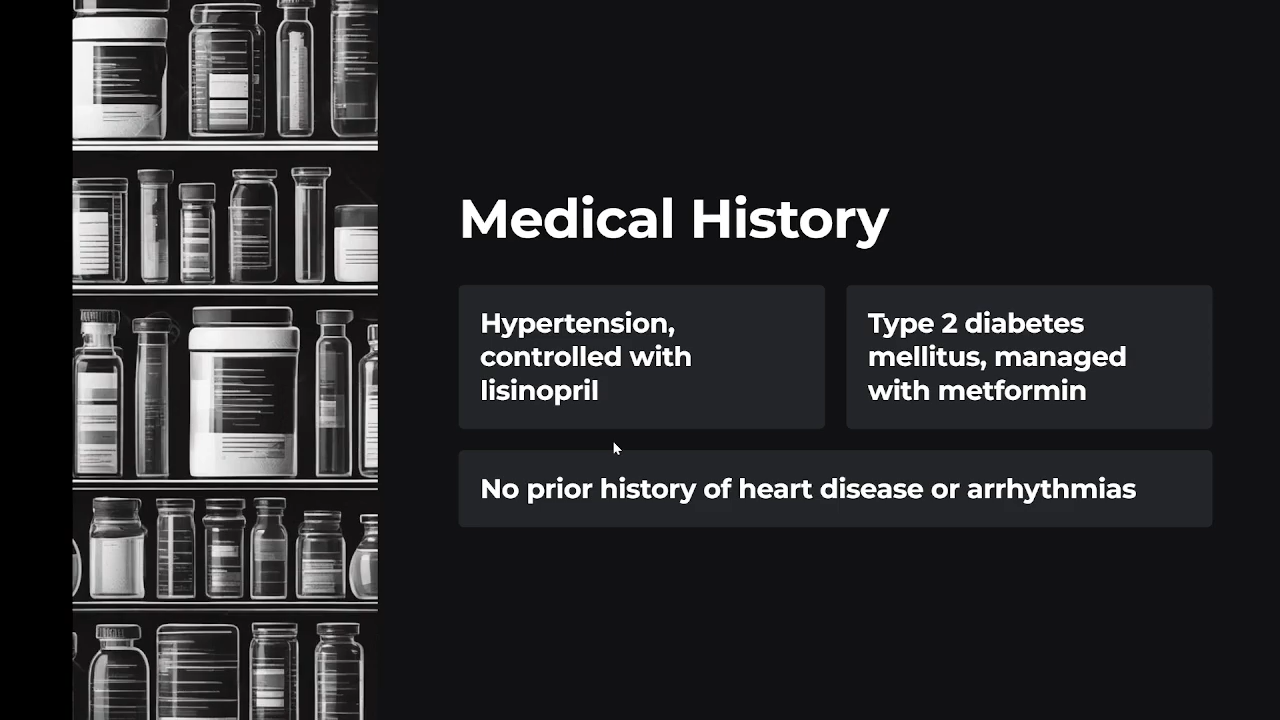 Medical History
Hypertension,
controlled with
lisinopril
Type 2 diabetes
mellitus, managed
with metformin
No prior history of heart disease or arrhythmias